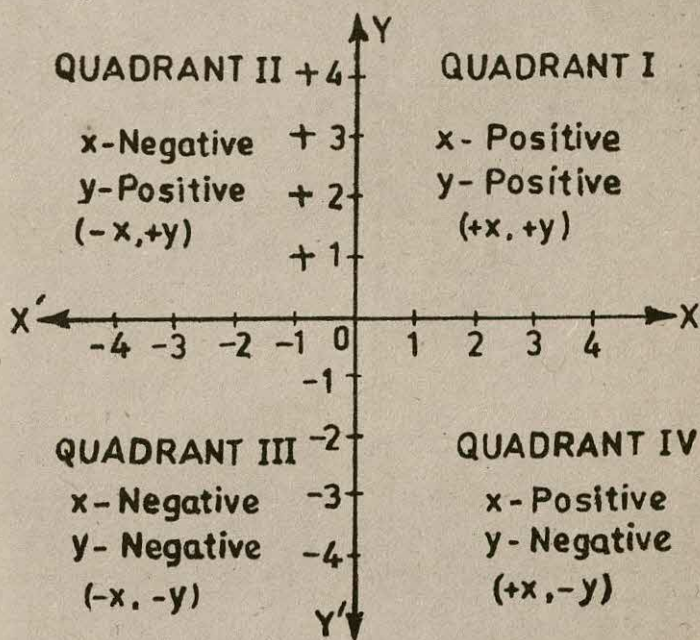 Y
QUADRANT II
QUADRANT I
x-Negative
y-Positive
(-x,+y)
x- Positive
y- Positive
(+x, +y)
+4
+3
+2
+1
X'
X
-4 -3 -2 -1 0 1 2 3 4
-1
-2
-3
-4
QUADRANT III
x-Negative
y- Negative
(-x, -y)
QUADRANT IV
x-Positive
y-Negative
(+x,-y)
Y'